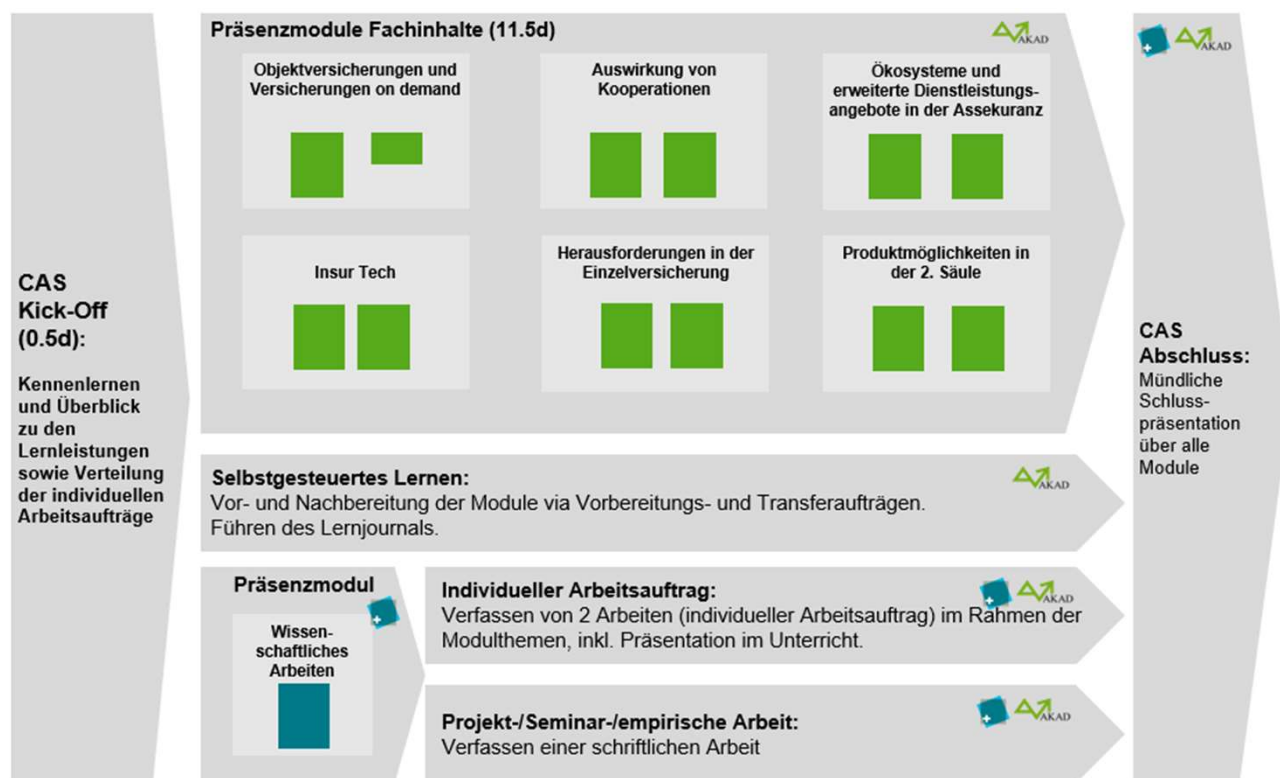 CAS
Kick-Off
(0.5d):
Kennenlernen
und Überblick
zu den
Lernleistungen
sowie Verteilung
der individuellen
Arbeitsaufträge
Präsenzmodule Fachinhalte (11.5d)
AKAD
Objektversicherungen und
Versicherungen on demand
Auswirkung von
Kooperationen
Ökosysteme und
erweiterte Dienstleistungs-
angebote in der Assekuranz
Insur Tech
Herausforderungen in der
Einzelversicherung
Produktmöglichkeiten in
der 2. Säule
Selbstgesteuertes Lernen:
AKAD
Vor- und Nachbereitung der Module via Vorbereitungs- und Transferaufträgen.
Führen des Lernjournals.
Präsenzmodul
Wissen-
schaftliches
Arbeiten
Individueller Arbeitsauftrag:
AKAD
Verfassen von 2 Arbeiten (individueller Arbeitsauftrag) im Rahmen der
Modulthemen, inkl. Präsentation im Unterricht.
Projekt-/Seminar-/empirische Arbeit:
AKAD
Verfassen einer schriftlichen Arbeit
AKAD
CAS
Abschluss:
Mündliche
Schluss-
präsentation
über alle
Module